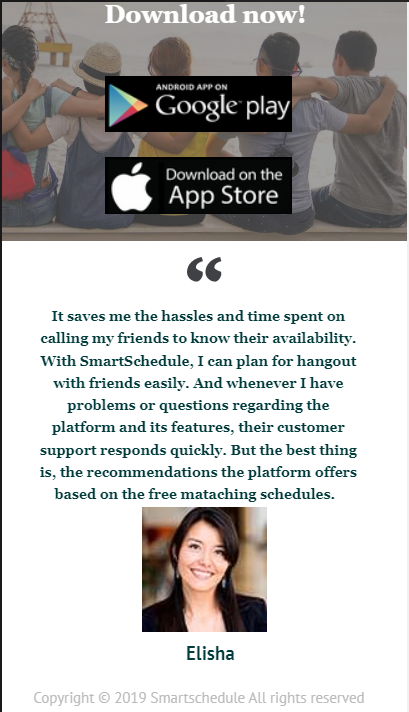 Download now!
ANDROID APP ON
Google play
Download on the
App Store
“
It saves me the hassles and time spent on
calling my friends to know their availability.
With SmartSchedule, I can plan for hangout
with friends easily. And whenever I have
problems or questions regarding the
platform and its features, their customer
support responds quickly. But the best thing
is, the recommendations the platform offers
based on the free mataching schedules.
Elisha
Copyright © 2019 Smartschedule All rights reserved